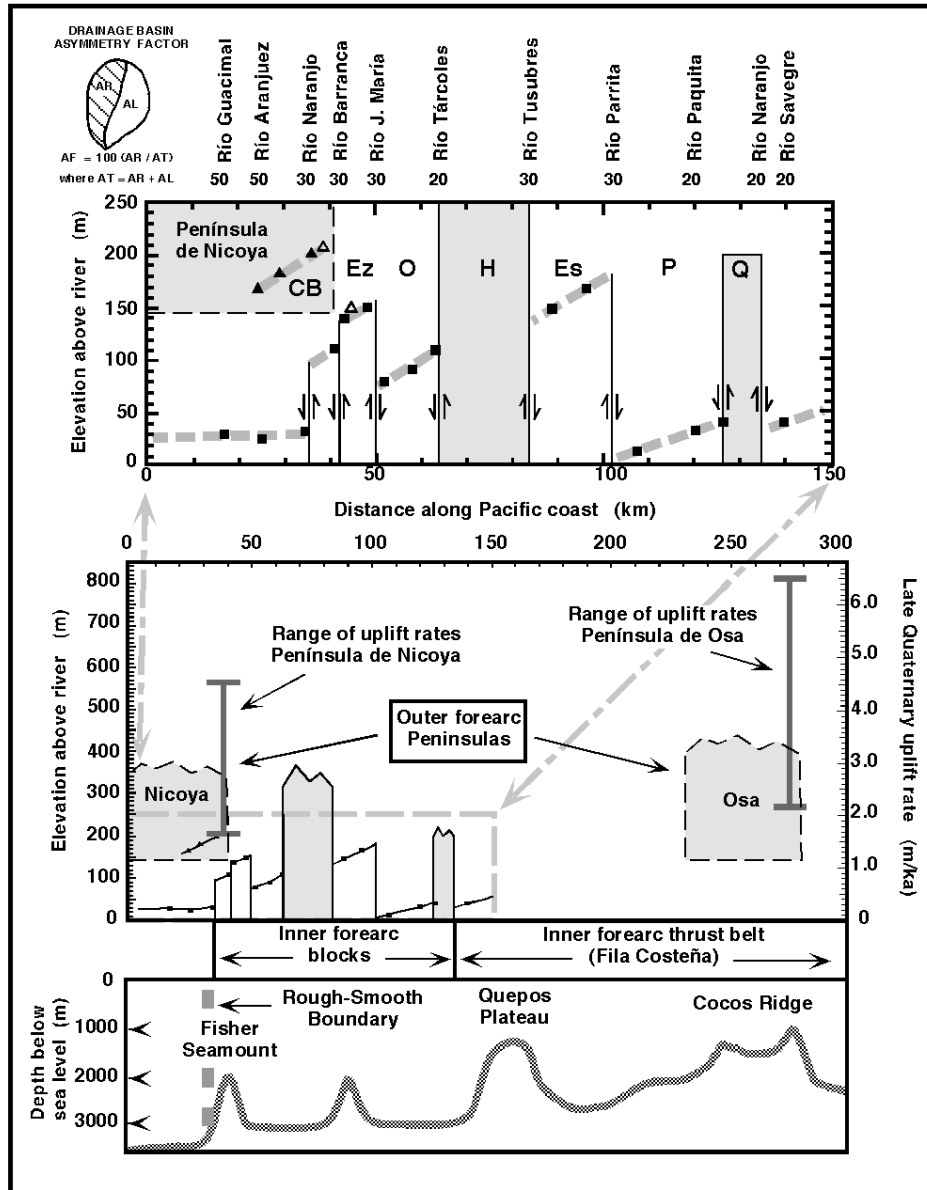 DRAINAGE BASIN
ASYMMETRY FACTOR
AR
AL
AF = 100 (AR / AT)
where AT = AR + AL
Río Guacimal
Río Aranjuez
Río Naranjo
Río Barranca
Río J. María
Río Tárcoles
Río Tusubres
Río Parrita
Río Paquita
Río Naranjo
Río Savegre
50 50 30 30 30 20 30 30 20 20 20
Elevation above river (m)
250
200
150
100
50
0
Península
de Nicoya
CB
Ez O H Es P Q
0 50 100 150
Distance along Pacific coast (km)
0 50 100 150 200 250 300
Elevation above river (m)
800
700
600
500
400
300
200
100
0
Late Quaternary uplift rate (m/ka)
6.0
5.0
4.0
3.0
2.0
1.0
0
Range of uplift rates
Península de Nicoya
Range of uplift rates
Península de Osa
Outer forearc
Peninsulas
Nicoya
Osa
Inner forearc
blocks
Inner forearc thrust belt
(Fila Costeña)
Depth below
sea level (m)
0
1000
2000
3000
Rough-Smooth
Boundary
Fisher
Seamount
Quepos
Plateau
Cocos Ridge